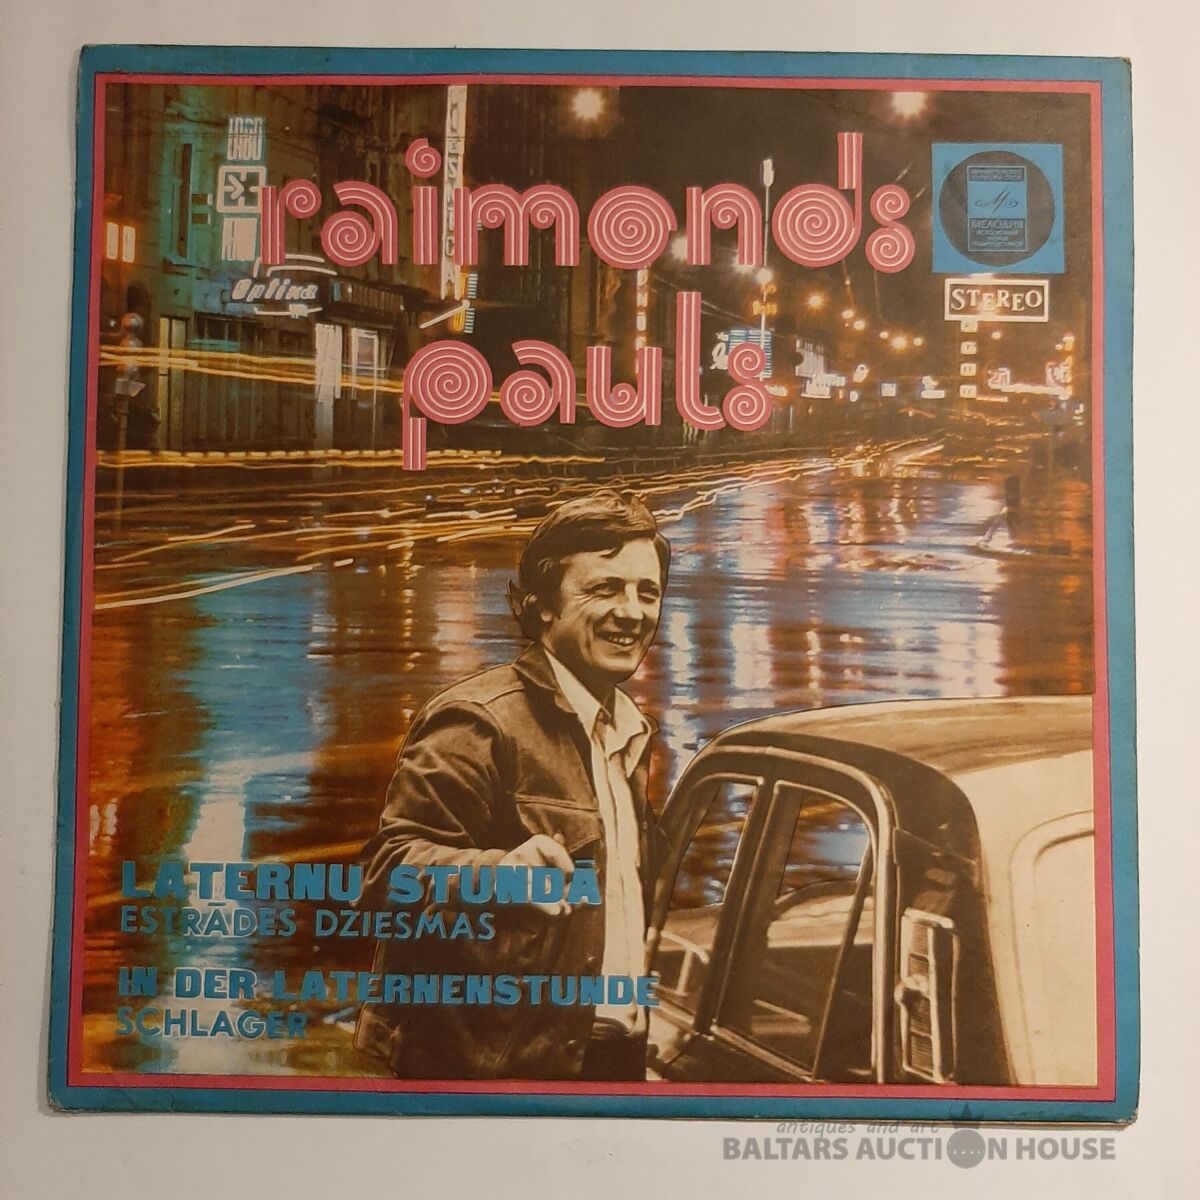 raimonds
pauls
Optika
МЕЛОДИЯ
STEREO
LATERNU STUNDĀ
ESTRĀDES DZIESMAS
IN DER LATERNENSTUNDE
SCHLAGER
antiques and art
BALTARS AUCTION HOUSE